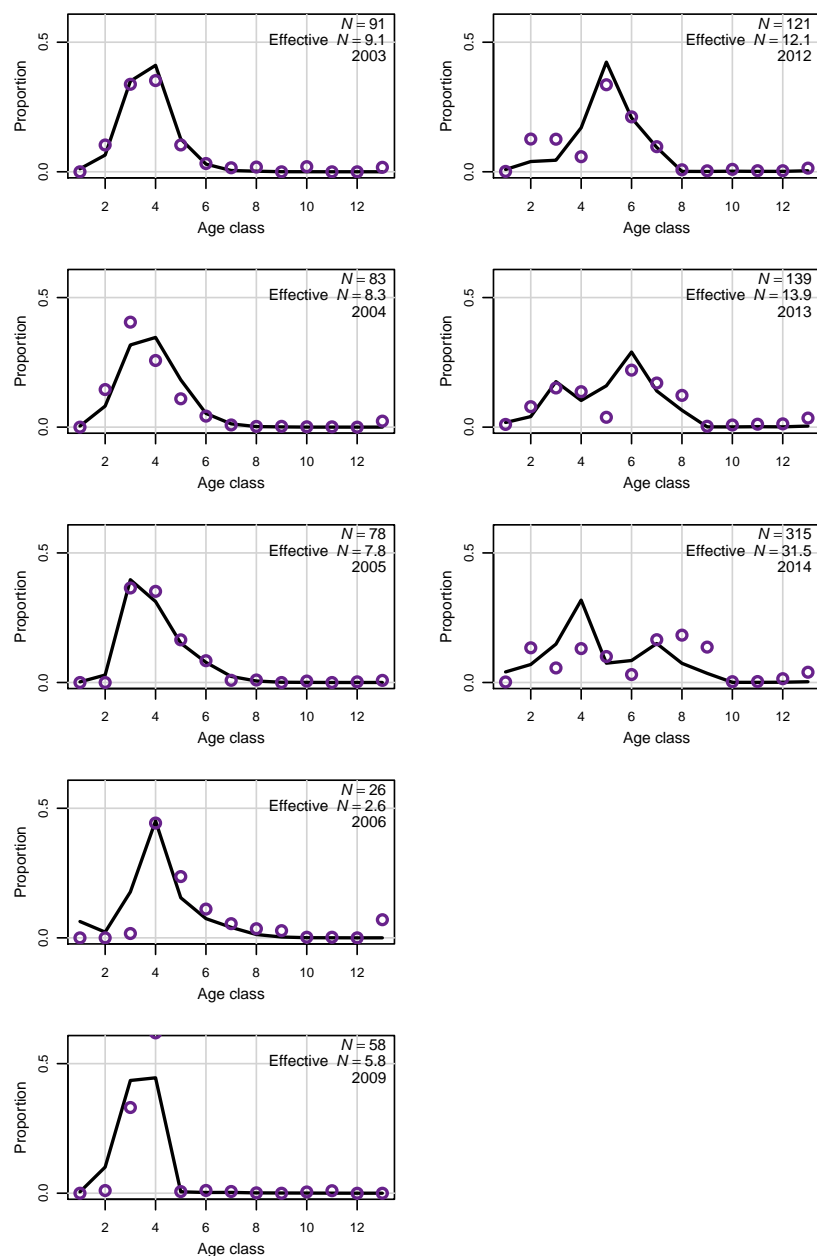 N = 91
Effective N = 9.1
2003
0.5
0.0
Proportion
2 4 6 8 10 12
Age class
N = 83
Effective N = 8.3
2004
0.5
0.0
Proportion
2 4 6 8 10 12
Age class
N = 78
Effective N = 7.8
2005
0.5
0.0
Proportion
2 4 6 8 10 12
Age class
N = 26
Effective N = 2.6
2006
0.5
0.0
Proportion
2 4 6 8 10 12
Age class
N = 58
Effective N = 5.8
2009
0.5
0.0
Proportion
2 4 6 8 10 12
Age class
N = 121
Effective N = 12.1
2012
0.5
0.0
Proportion
2 4 6 8 10 12
Age class
N = 139
Effective N = 13.9
2013
0.5
0.0
Proportion
2 4 6 8 10 12
Age class
N = 315
Effective N = 31.5
2014
0.5
0.0
Proportion
2 4 6 8 10 12
Age class